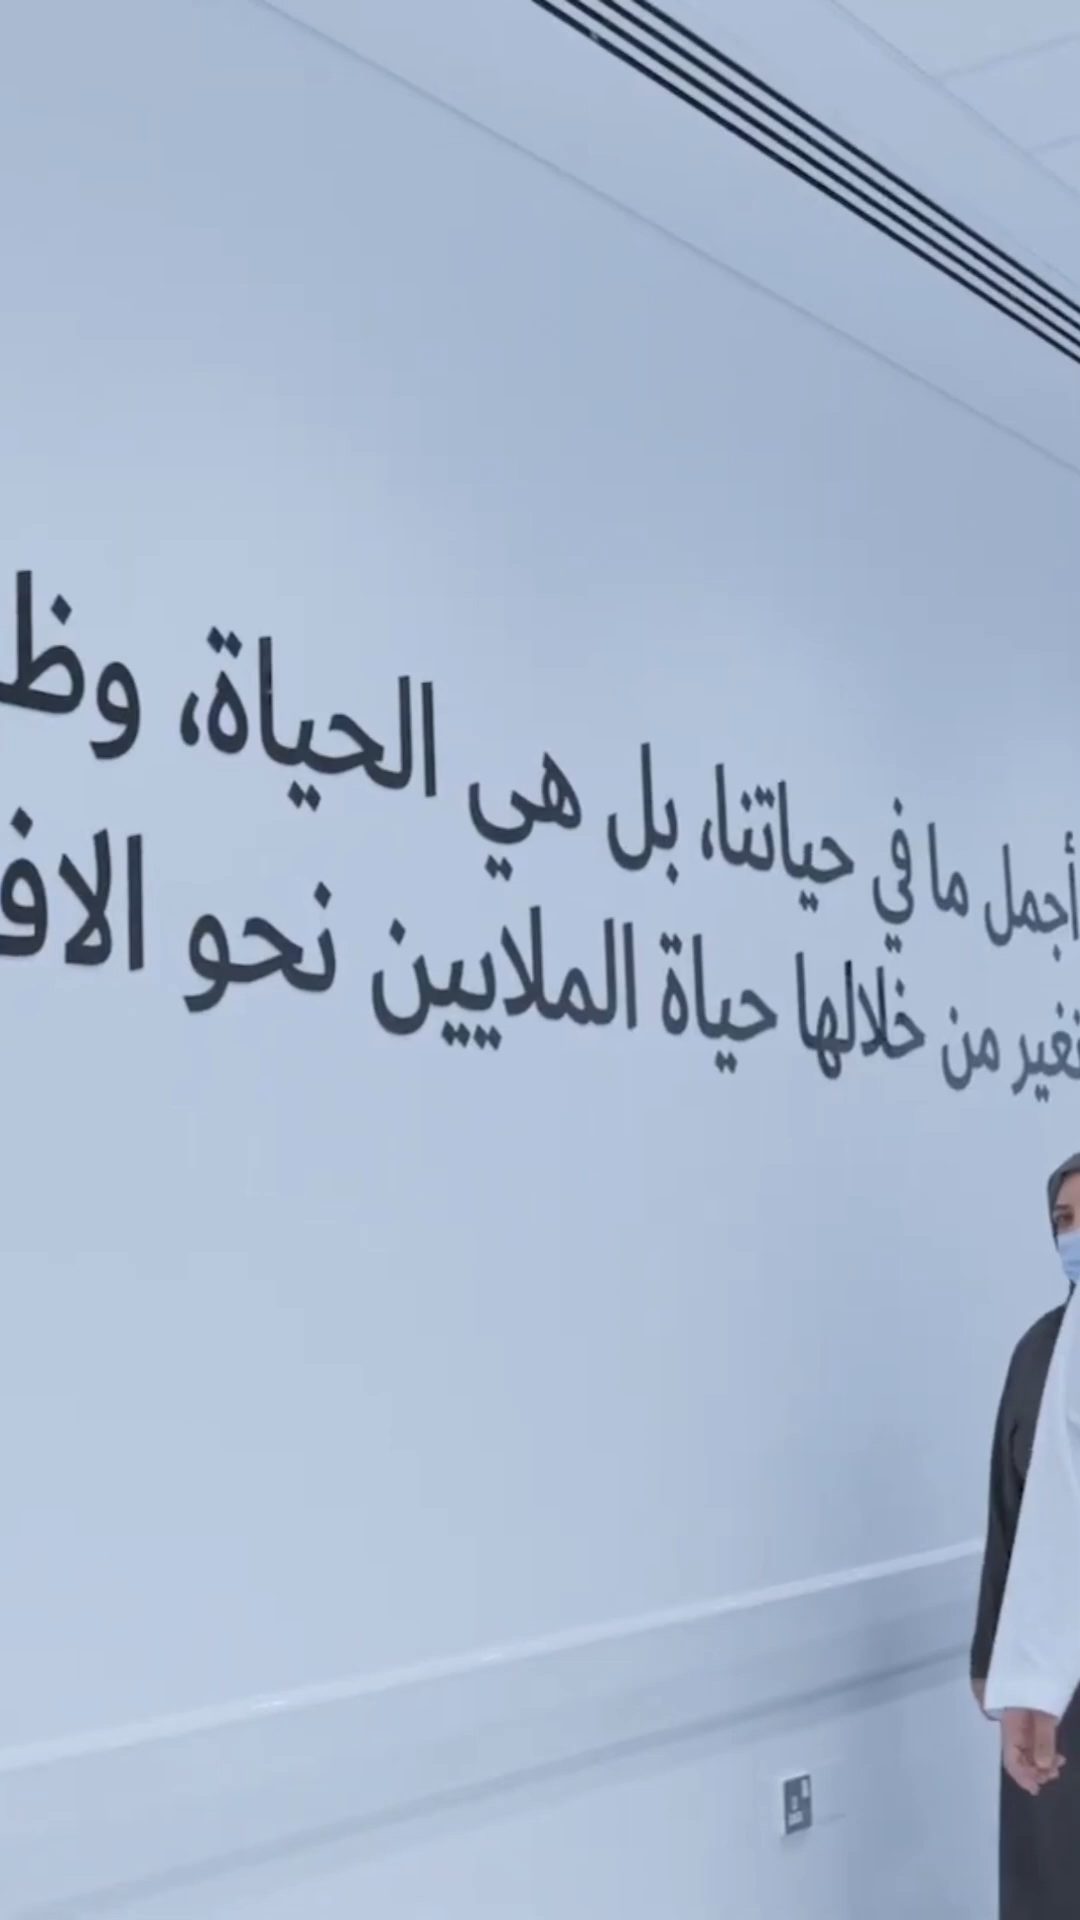 أجمل ما في حياتنا، بل هي الحياة،
من خلالها حياة الملايين نحو